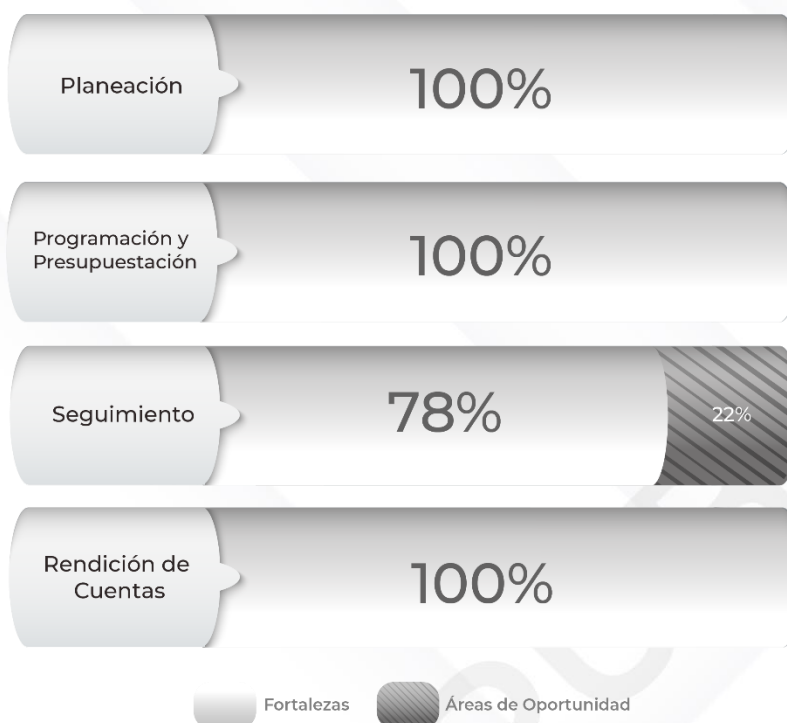 Planeación
100%
Programación y
Presupuestación
100%
Seguimiento
78%
22%
Rendición de
Cuentas
100%
Fortalezas
Áreas de Oportunidad